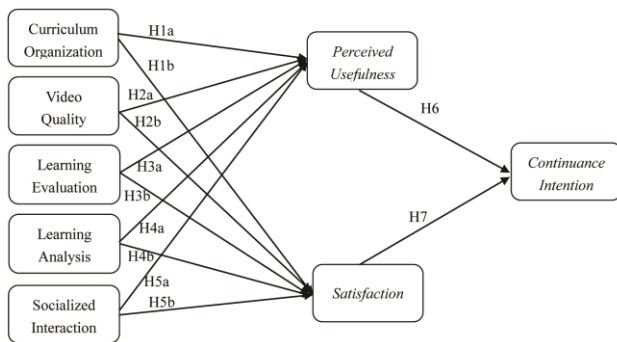 Curriculum
Organization
H1a
H1b
Perceived
Usefulness
Video
Quality
H2a
H2b
H6
Learning
Evaluation
H3a
H3b
Continuance
Intention
Learning
Analysis
H4a
H4b
H7
Socialized
Interaction
H5a
H5b
Satisfaction